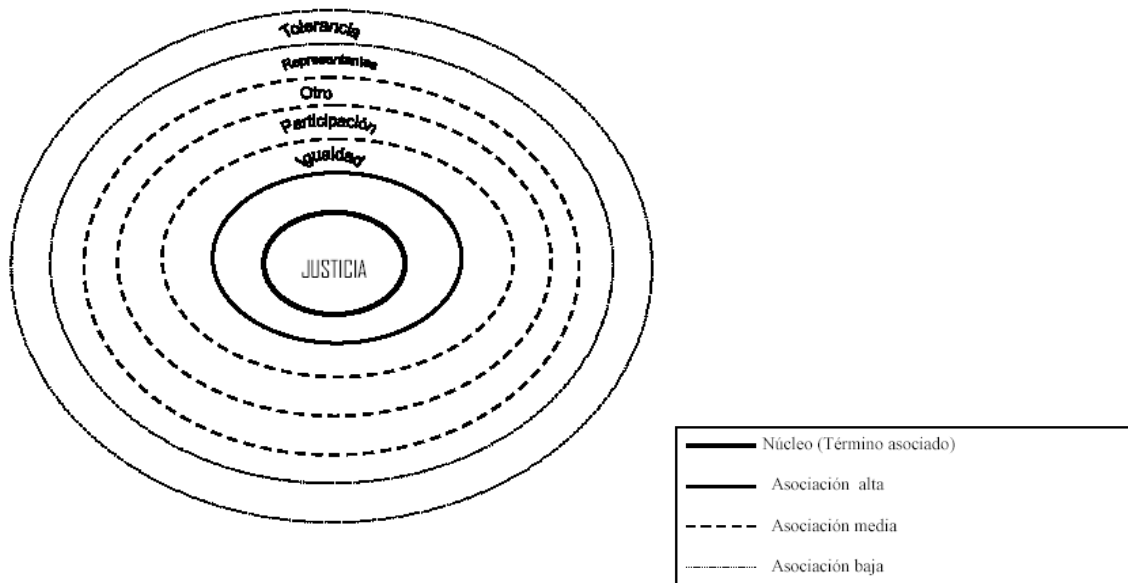 Tolerancia
Representantes
Otro
Participación
Igualdad
JUSTICIA
Núcleo (Término asociado)
Asociación alta
Asociación media
Asociación baja